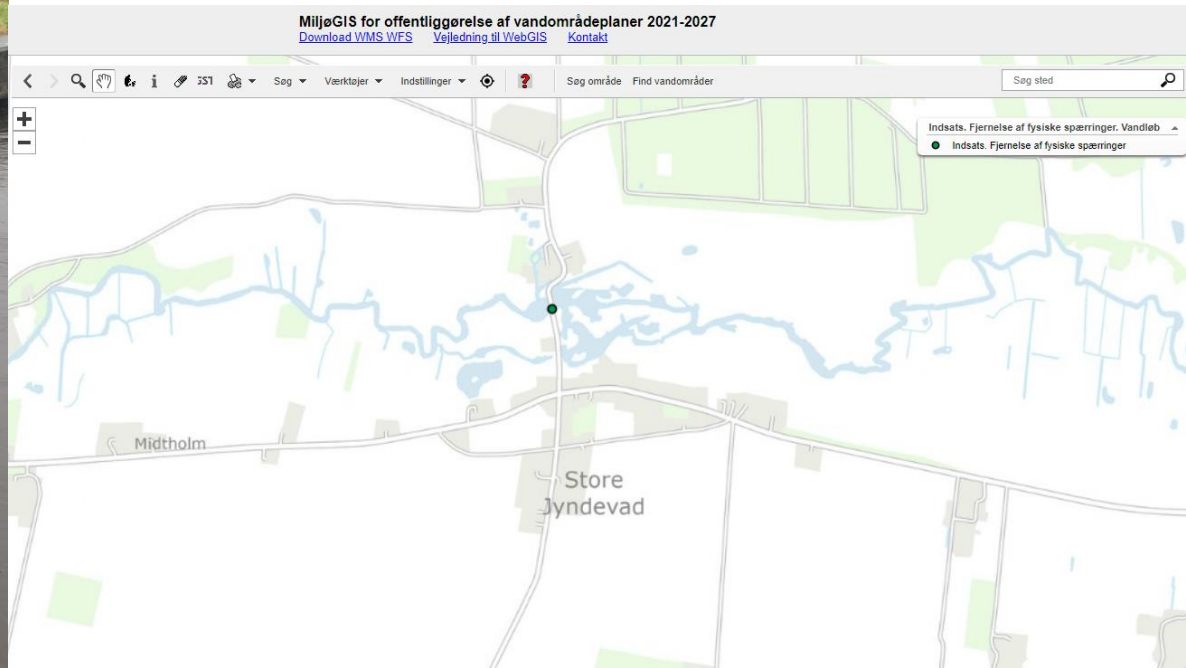 MiljøGIS for offentliggørelse af vandområdeplaner 2021-2027
Download WMS WFS Vejledning til WebGIS Kontakt
Søg Værktøjer Indstillinger ? Søg område Find vandområder Søg sted
+
−
Indsats. Fjernelse af fysiske spærringer. Vandløb
Indsats. Fjernelse af fysiske spærringer
Midtholm
Store
Jyndevad